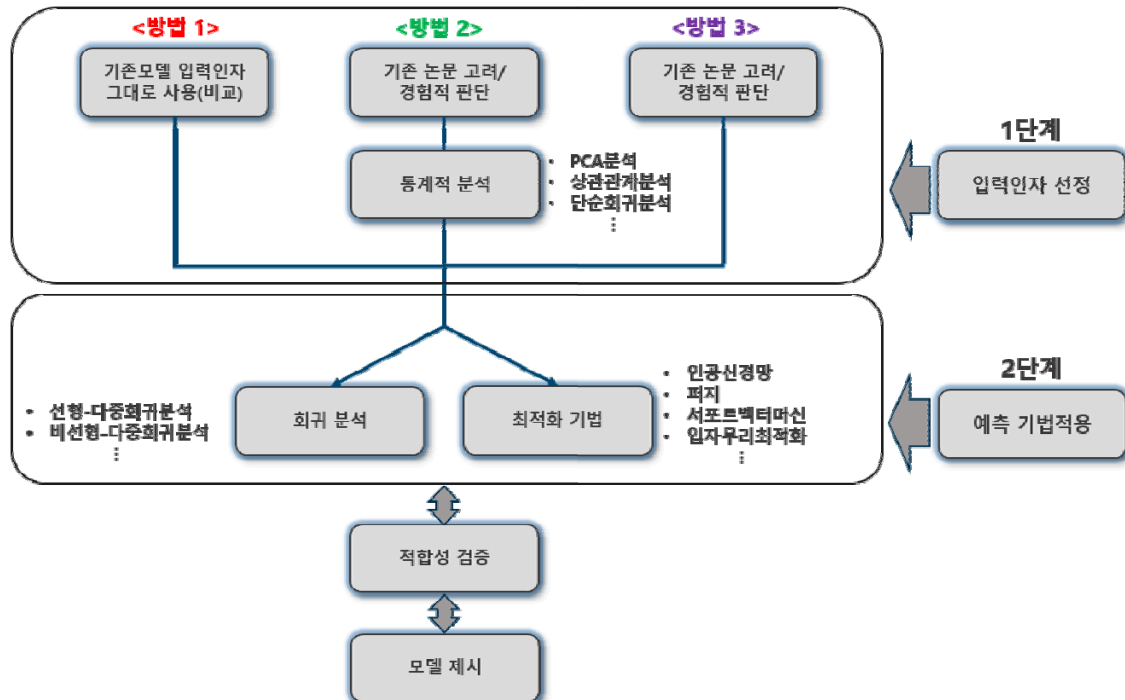 <방법 1>
<방법 2>
<방법 3>
기존모델 입력인자
그대로 사용(비교)
기존 논문 고려/
경험적 판단
기존 논문 고려/
경험적 판단
통계적 분석
• PCA분석
• 상관관계분석
• 단순회귀분석
⋮
1단계
입력인자 선정
• 선형-다중회귀분석
• 비선형-다중회귀분석
⋮
회귀 분석
최적화 기법
• 인공신경망
• 퍼지
• 서포트벡터마신
• 입자무리최적화
⋮
2단계
예측 기법적용
적합성 검증
모델 제시